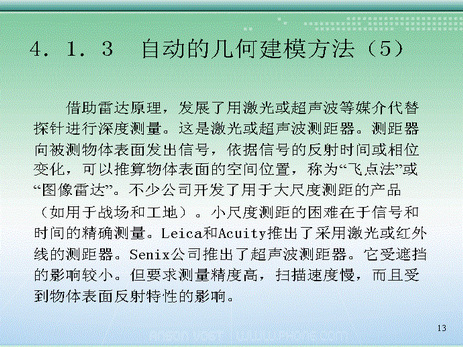 4．1．3　自动的几何建模方法（5）
借助雷达原理，发展了用激光或超声波等媒介代替
探针进行深度测量。这是激光或超声波测距器。测距器
向被测物体表面发出信号，依据信号的反射时间或相位
变化，可以推算物体表面的空间位置，称为“飞点法”或
“图像雷达”。不少公司开发了用于大尺度测距的产品
（如用于战场和工地）。小尺度测距的困难在于信号和
时间的精确测量。Leica和Acuity推出了采用激光或红外
线的测距器。Senix公司推出了超声波测距器。它受遮挡
的影响较小。但要求测量精度高，扫描速度慢，而且受
到物体表面反射特性的影响。
13